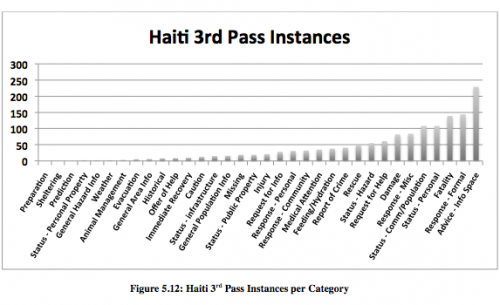 Haiti 3rd Pass Instances
300
250
200
150
100
50
0
Preparation
Sheltering
Prediction
Status - Personal Property
General Hazard Info
Weather
Animal Management
Evacuation
General Area Info
Historical
Offer of Help
Immediate Recovery
Caution
Status - Infrastructure
General Population Info
Missing
Status - Public Property
Injury
Request for Info
Response - Personal
Response - Community
Medical Attention
Feeding/Hydration
Report of Crime
Rescue
Status - Hazard
Request for Help
Damage
Response - Misc
Status - Comm/Population
Status - Personal
Fatality
Response - Formal
Advice - Info Space
Figure 5.12: Haiti 3rd Pass Instances per Category